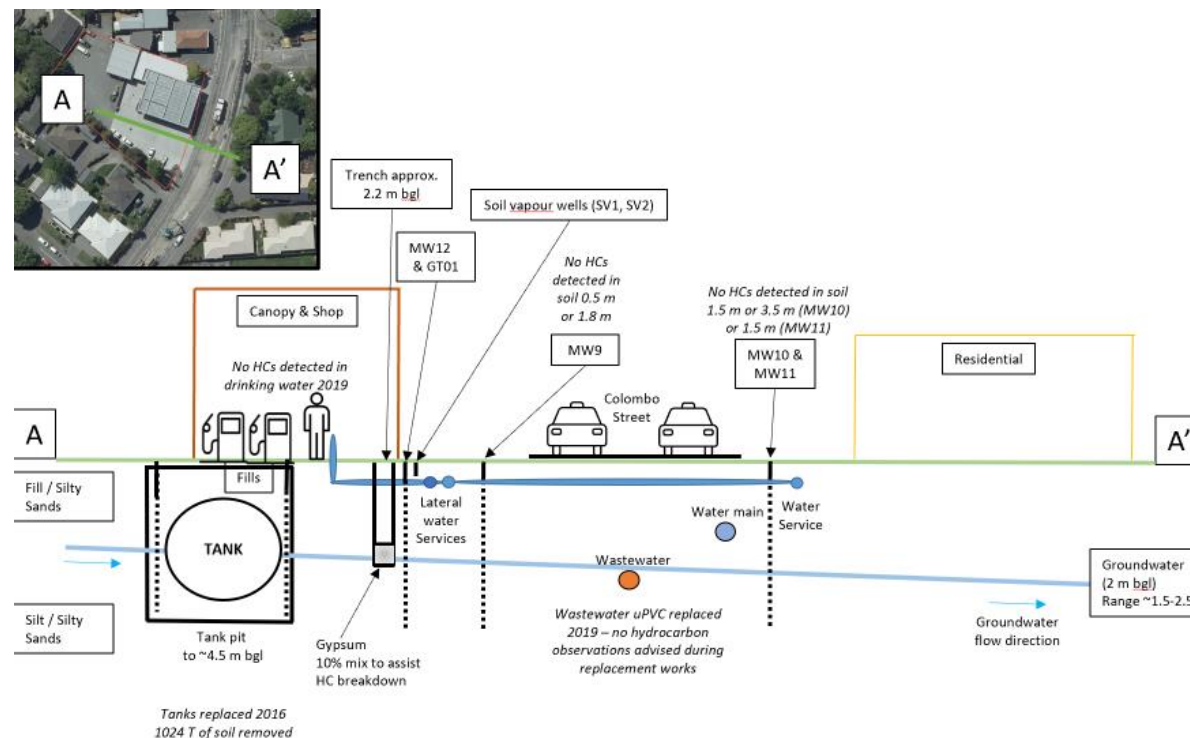 A
A'
Trench approx.
2.2 m bgl
Soil vapour wells (SV1, SV2)
MW12
& GT01
No HCs
detected in
soil 0.5 m
or 1.8 m
No HCs detected in soil
1.5 m or 3.5 m (MW10)
or 1.5 m (MW11)
Canopy & Shop
MW9
MW10 &
MW11
Residential
No HCs detected in
drinking water 2019
Colombo
Street
A
A'
Fills
Fill / Silty
Sands
Lateral
water
Services
Water main
Water
Service
TANK
Wastewater
Groundwater
(2 m bgl)
Range ~1.5-2.5
Silt / Silty
Sands
Tank pit
to ~4.5 m bgl
Gypsum
10% mix to assist
HC breakdown
Wastewater uPVC replaced
2019 – no hydrocarbon
observations advised during
replacement works
Groundwater
flow direction
Tanks replaced 2016
1024 T of soil removed